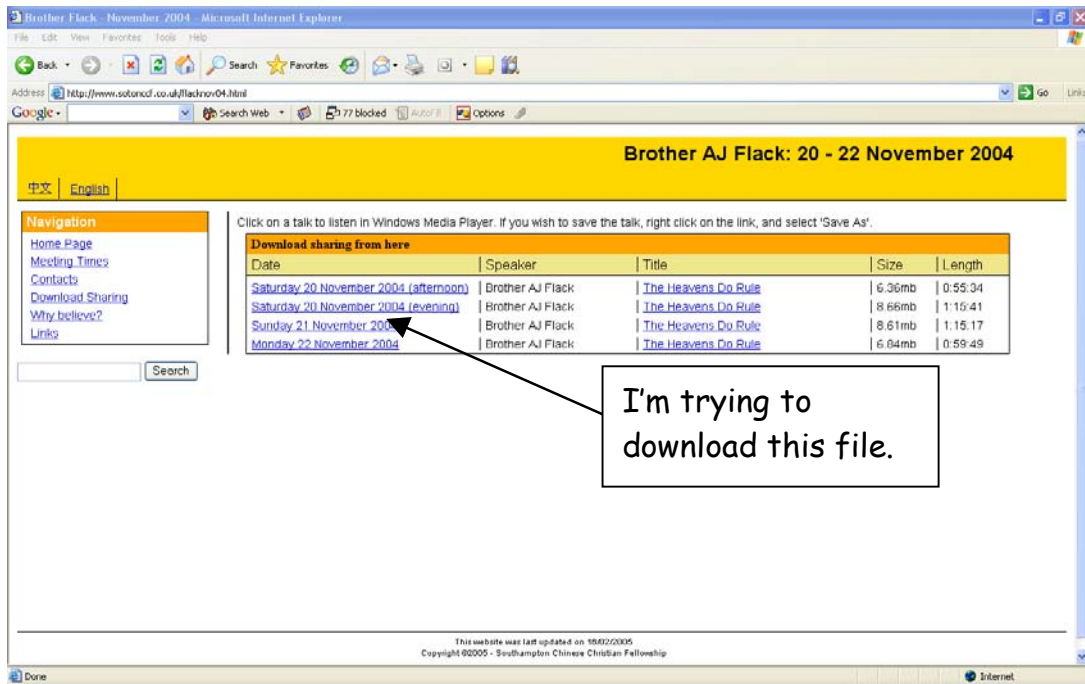 Brother Flack - November 2004 - Microsoft Internet Explorer
File Edit View Favorites Tools Help
Back Search Favorites
Address http://www.sotonccf.co.uk/flacknov04.html Go Links
Google Search Web 77 blocked AutoFill Options
Brother AJ Flack: 20 - 22 November 2004
中文 English
Navigation
Home Page
Meeting Times
Contacts
Download Sharing
Why believe?
Links
Search
Click on a talk to listen in Windows Media Player. If you wish to save the talk, right click on the link, and select 'Save As'.
Download sharing from here
Date Speaker Title Size Length
Saturday 20 November 2004 (afternoon) Brother AJ Flack The Heavens Do Rule 6.36mb 0:55:34
Saturday 20 November 2004 (evening) Brother AJ Flack The Heavens Do Rule 8.66mb 1:15:41
Sunday 21 November 2004 Brother AJ Flack The Heavens Do Rule 8.61mb 1:15:17
Monday 22 November 2004 Brother AJ Flack The Heavens Do Rule 6.84mb 0:59:49
I'm trying to
download this file.
This website was last updated on 16/02/2005
Copyright ©2005 - Southampton Chinese Christian Fellowship
Done Internet